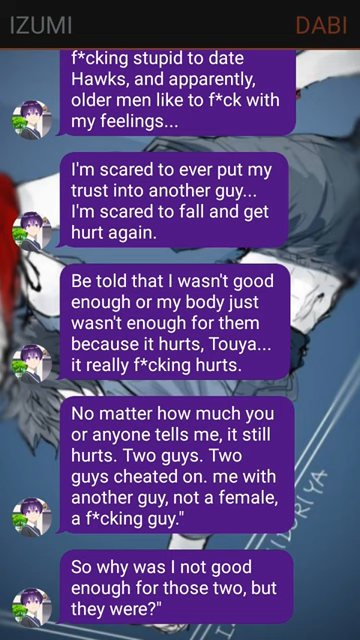 IZUMI DABI
f*cking stupid to date
Hawks, and apparently,
older men like to f*ck with
my feelings...
I'm scared to ever put my
trust into another guy...
I'm scared to fall and get
hurt again.
Be told that I wasn't good
enough or my body just
wasn't enough for them
because it hurts, Touya...
it really f*cking hurts.
No matter how much you
or anyone tells me, it still
hurts. Two guys. Two
guys cheated on. me with
another guy, not a female,
a f*cking guy."
So why was I not good
enough for those two, but
they were?"